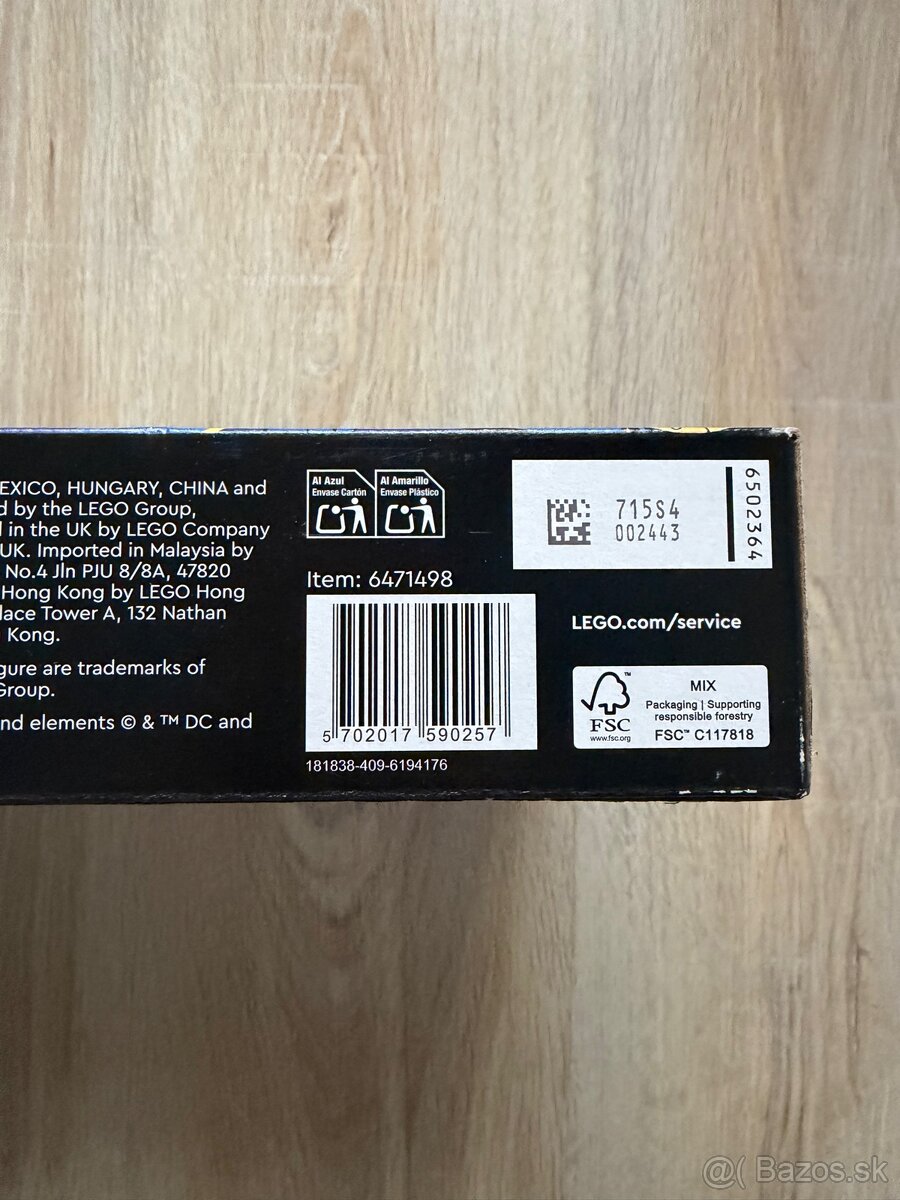 EXICO, HUNGARY, CHINA and
d by the LEGO Group,
d in the UK by LEGO Company
UK. Imported in Malaysia by
No.4 Jln PJU 8/8A, 47820
Hong Kong by LEGO Hong
lace Tower A, 132 Nathan
Kong.
gure are trademarks of
Group.
nd elements © & ™ DC and
Al Azul
Envase Cartón
Al Amarillo
Envase Plástico
Item: 6471498
5 702017 590257
181838-409-6194176
715S4
002443
6502364
LEGO.com/service
FSC™
www.fsc.org
MIX
Packaging | Supporting
responsible forestry
FSC™ C117818
@( Bazos.sk